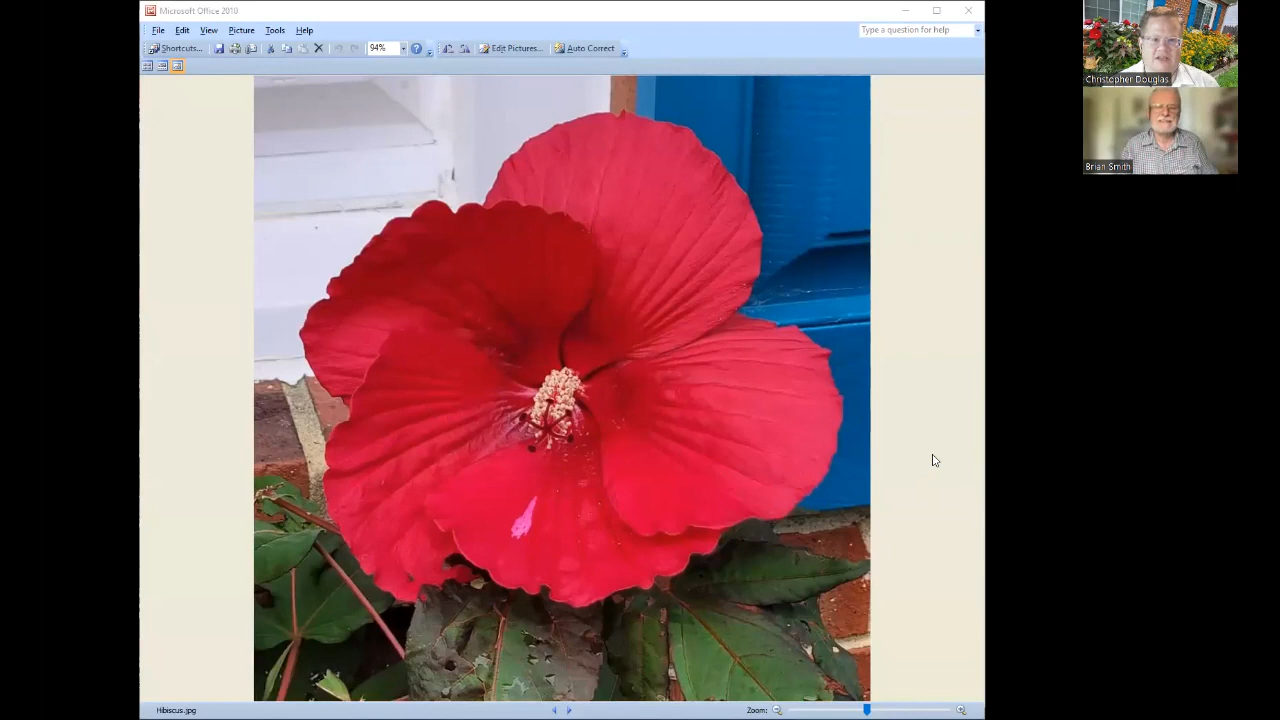 Microsoft Office 2010
File Edit View Picture Tools Help
Type a question for help
Shortcuts...
94%
Edit Pictures...
Auto Correct
Christopher Douglas
Brian Smith
Hibiscus.jpg
Zoom: